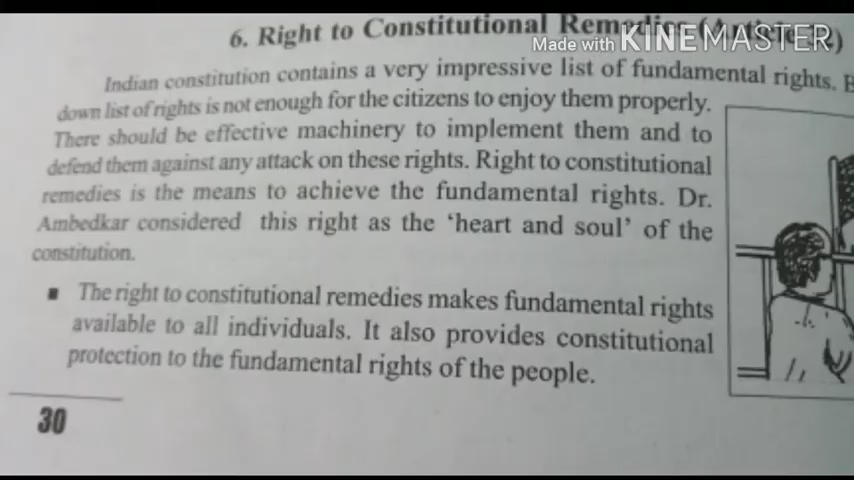 6. Right to Constitutional Remedies
Made with KINEMASTER
Indian constitution contains a very impressive list of fundamental rights.
down list of rights is not enough for the citizens to enjoy them properly.
There should be effective machinery to implement them and to
defend them against any attack on these rights. Right to constitutional
remedies is the means to achieve the fundamental rights. Dr.
Ambedkar considered this right as the 'heart and soul' of the
constitution.
▪ The right to constitutional remedies makes fundamental rights
available to all individuals. It also provides constitutional
protection to the fundamental rights of the people.
30